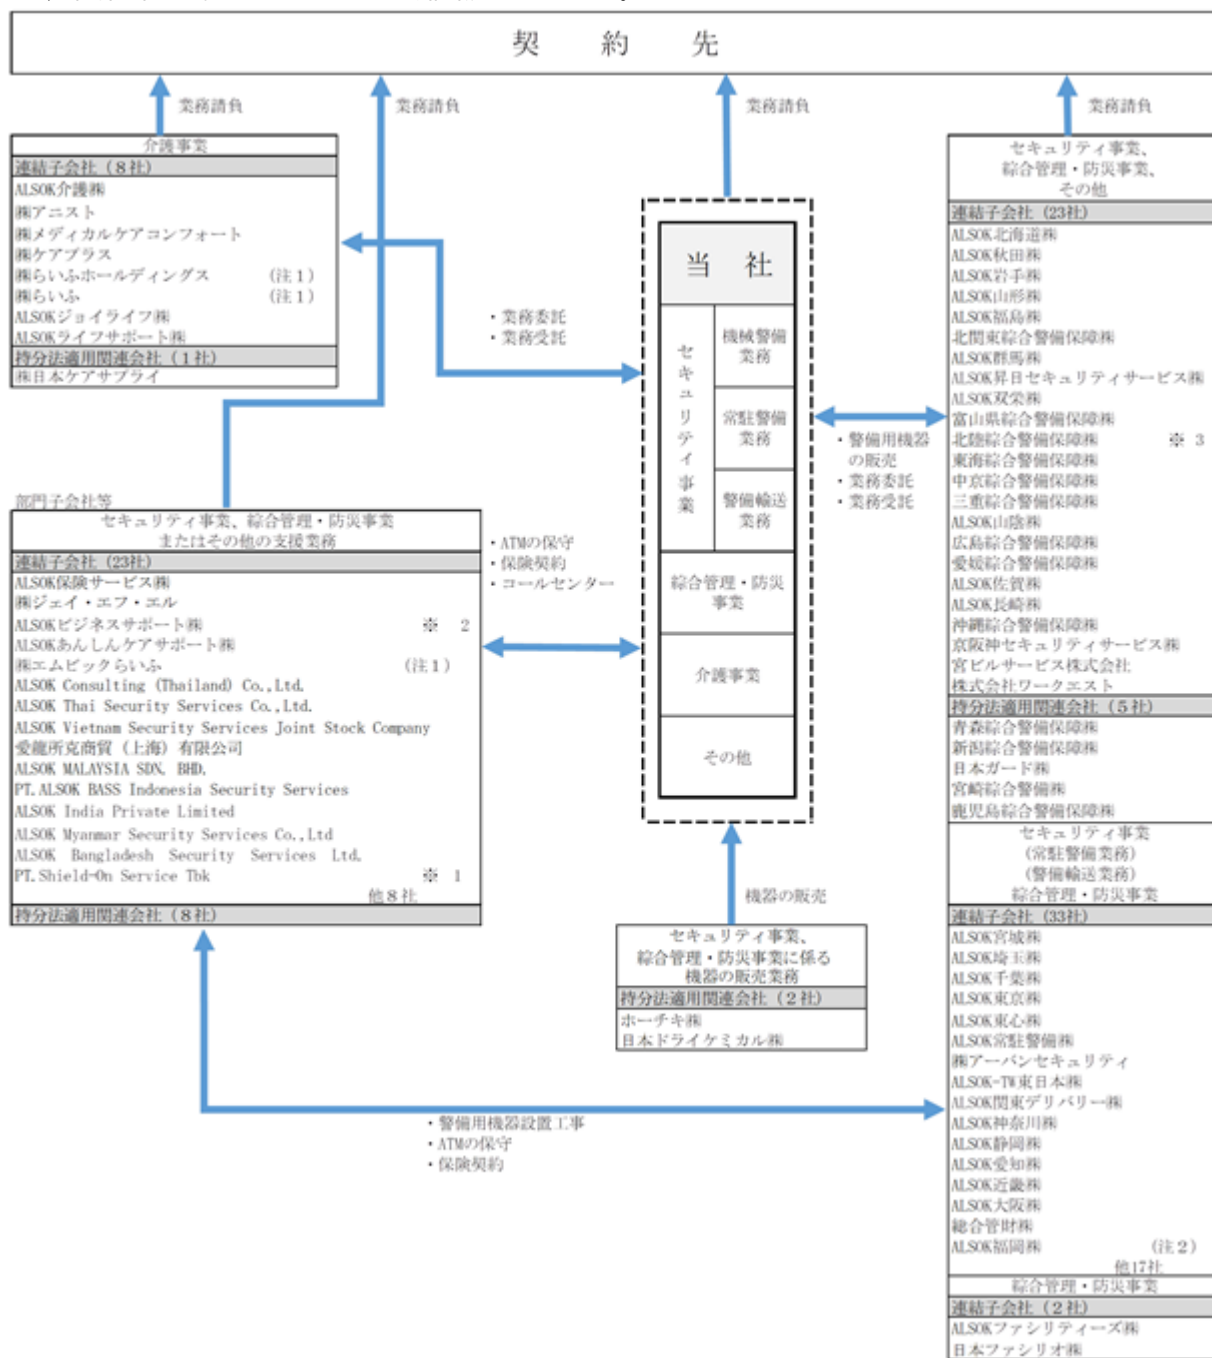 契 約 先
業務請負
業務請負
業務請負
業務請負
介護事業
連結子会社（８社）
ALSOK介護㈱
㈱アニスト
㈱メディカルケアコンフォート
㈱ケアプラス
㈱らいふホールディングス （注１）
㈱らいふ （注１）
ALSOKジョイライフ㈱
ALSOKライフサポート㈱
持分法適用関連会社（１社）
㈱日本ケアサプライ
・業務委託
・業務受託
部門子会社等
セキュリティ事業、綜合管理・防災事業
またはその他の支援業務
連結子会社（23社）
ALSOK保険サービス㈱
㈱ジェイ・エフ・エル
ALSOKビジネスサポート㈱ ※ 2
ALSOKあんしんケアサポート㈱
㈱エムビックらいふ （注１）
ALSOK Consulting (Thailand) Co.,Ltd.
ALSOK Thai Security Services Co.,Ltd.
ALSOK Vietnam Security Services Joint Stock Company
愛龍所克商貿（上海）有限公司
ALSOK MALAYSIA SDN. BHD.
PT.ALSOK BASS Indonesia Security Services
ALSOK India Private Limited
ALSOK Myanmar Security Services Co.,Ltd
ALSOK Bangladesh Security Services Ltd.
PT.Shield-On Service Tbk ※ 1
他８社
持分法適用関連会社（８社）
・ATMの保守
・保険契約
・コールセンター
当 社
セキュリティ事業
機械警備
業務
常駐警備
業務
警備輸送
業務
綜合管理・防災
事業
介護事業
その他
機器の販売
セキュリティ事業、
綜合管理・防災事業に係る
機器の販売業務
持分法適用関連会社（２社）
ホーチキ㈱
日本ドライケミカル㈱
・警備用機器
の販売
・業務委託
・業務受託
セキュリティ事業、
綜合管理・防災事業、
その他
連結子会社（23社）
ALSOK北海道㈱
ALSOK秋田㈱
ALSOK岩手㈱
ALSOK山形㈱
ALSOK福島㈱
北関東綜合警備保障㈱
ALSOK群馬㈱
ALSOK昇日セキュリティサービス㈱
ALSOK双栄㈱
富山県綜合警備保障㈱
北陸綜合警備保障㈱ ※ 3
東海綜合警備保障㈱
中京綜合警備保障㈱
三重綜合警備保障㈱
ALSOK山陰㈱
広島綜合警備保障㈱
愛媛綜合警備保障㈱
ALSOK佐賀㈱
ALSOK長崎㈱
沖縄綜合警備保障㈱
京阪神セキュリティサービス㈱
宮ビルサービス株式会社
株式会社ワークエスト
持分法適用関連会社（５社）
青森綜合警備保障㈱
新潟綜合警備保障㈱
日本ガード㈱
宮崎綜合警備㈱
鹿児島綜合警備保障㈱
セキュリティ事業
（常駐警備業務）
（警備輸送業務）
綜合管理・防災事業
連結子会社（33社）
ALSOK宮城㈱
ALSOK埼玉㈱
ALSOK千葉㈱
ALSOK東京㈱
ALSOK東心㈱
ALSOK常駐警備㈱
㈱アーバンセキュリティ
ALSOK-TW東日本㈱
ALSOK関東デリバリー㈱
ALSOK神奈川㈱
ALSOK静岡㈱
ALSOK愛知㈱
ALSOK近畿㈱
ALSOK大阪㈱
総合管財㈱
ALSOK福岡㈱ （注２）
他17社
綜合管理・防災事業
連結子会社（２社）
ALSOKファシリティーズ㈱
日本ファシリオ㈱
・警備用機器設置工事
・ATMの保守
・保険契約